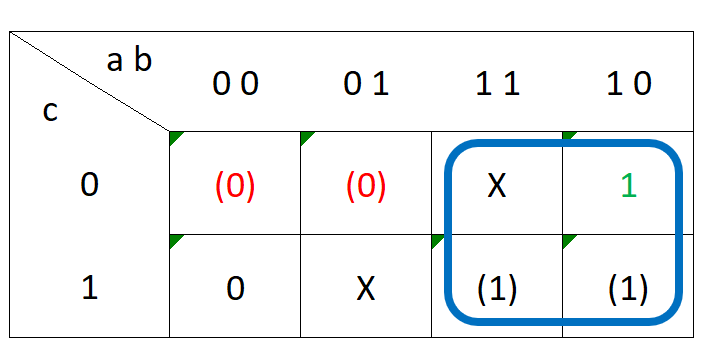 a b
c
0 0 0 1 1 1 1 0
0 (0) (0) X 1
1 0 X (1) (1)